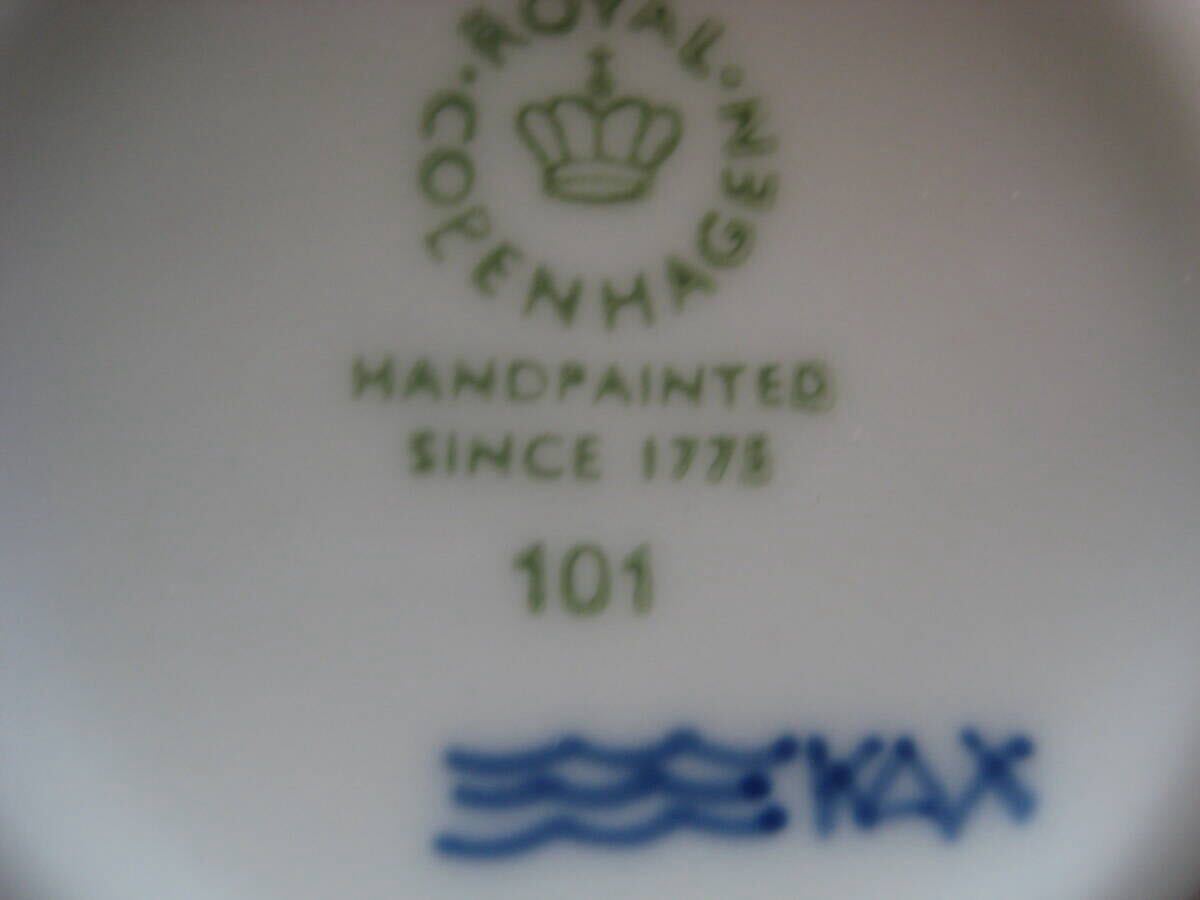 ROYAL · COPENHAGEN ·
HANDPAINTED
SINCE 1775
101
KAX